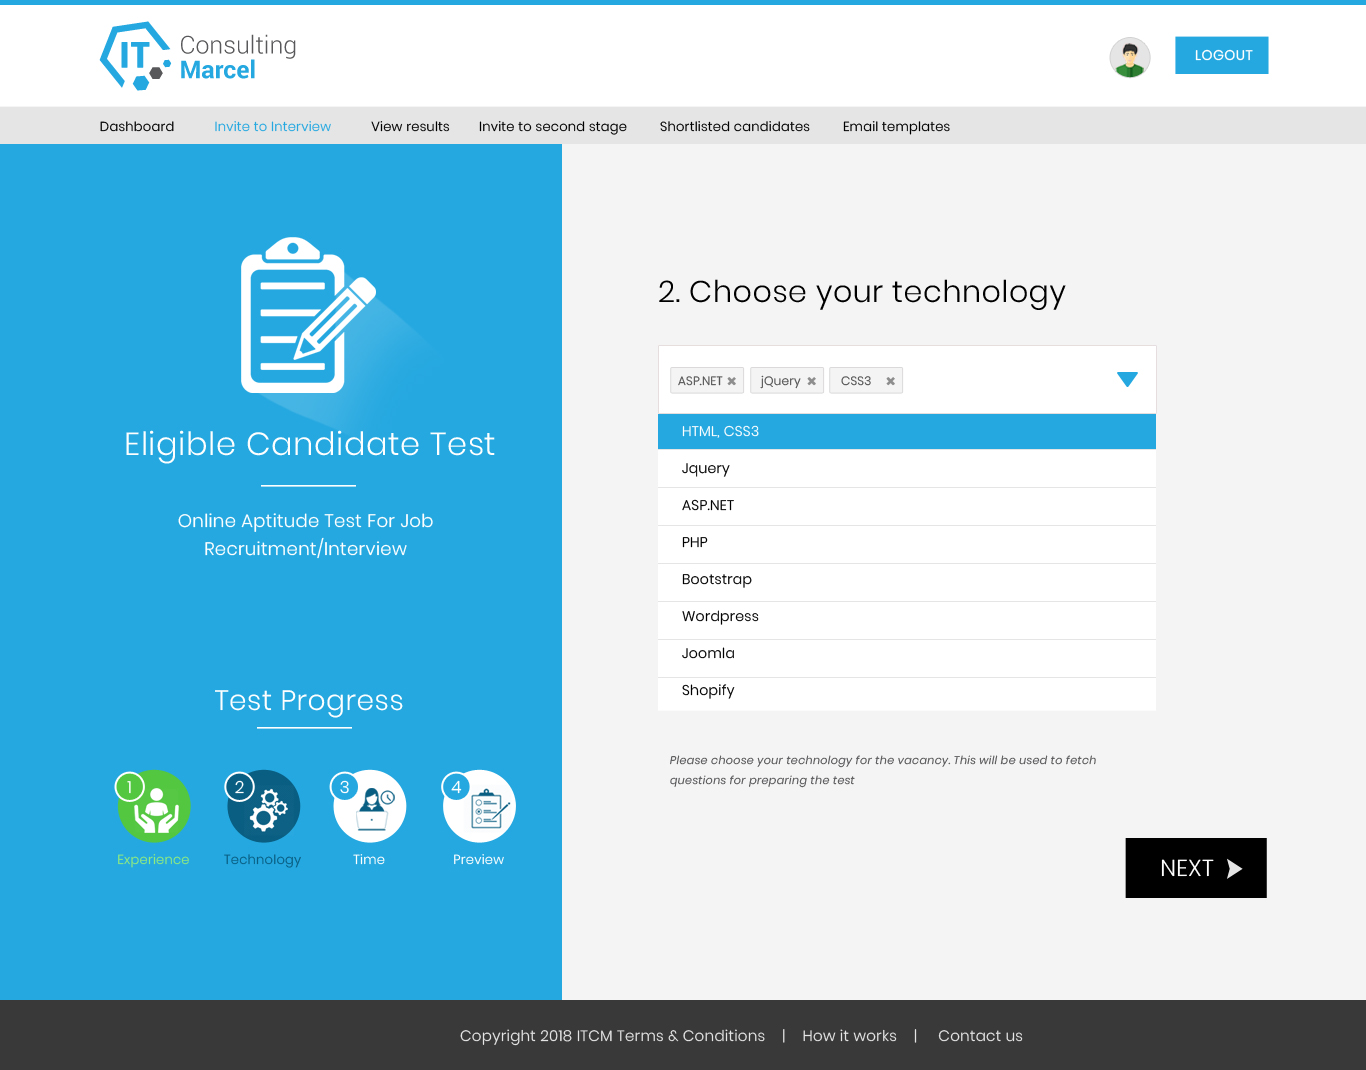 IT Consulting
Marcel
LOGOUT
Dashboard Invite to Interview View results Invite to second stage Shortlisted candidates Email templates
Eligible Candidate Test
Online Aptitude Test For Job
Recruitment/Interview
Test Progress
1 2 3 4
Experience Technology Time Preview
2. Choose your technology
ASP.NET ✖ jQuery ✖ CSS3 ✖
HTML, CSS3
Jquery
ASP.NET
PHP
Bootstrap
Wordpress
Joomla
Shopify
Please choose your technology for the vacancy. This will be used to fetch
questions for preparing the test
NEXT
Copyright 2018 ITCM Terms & Conditions | How it works | Contact us